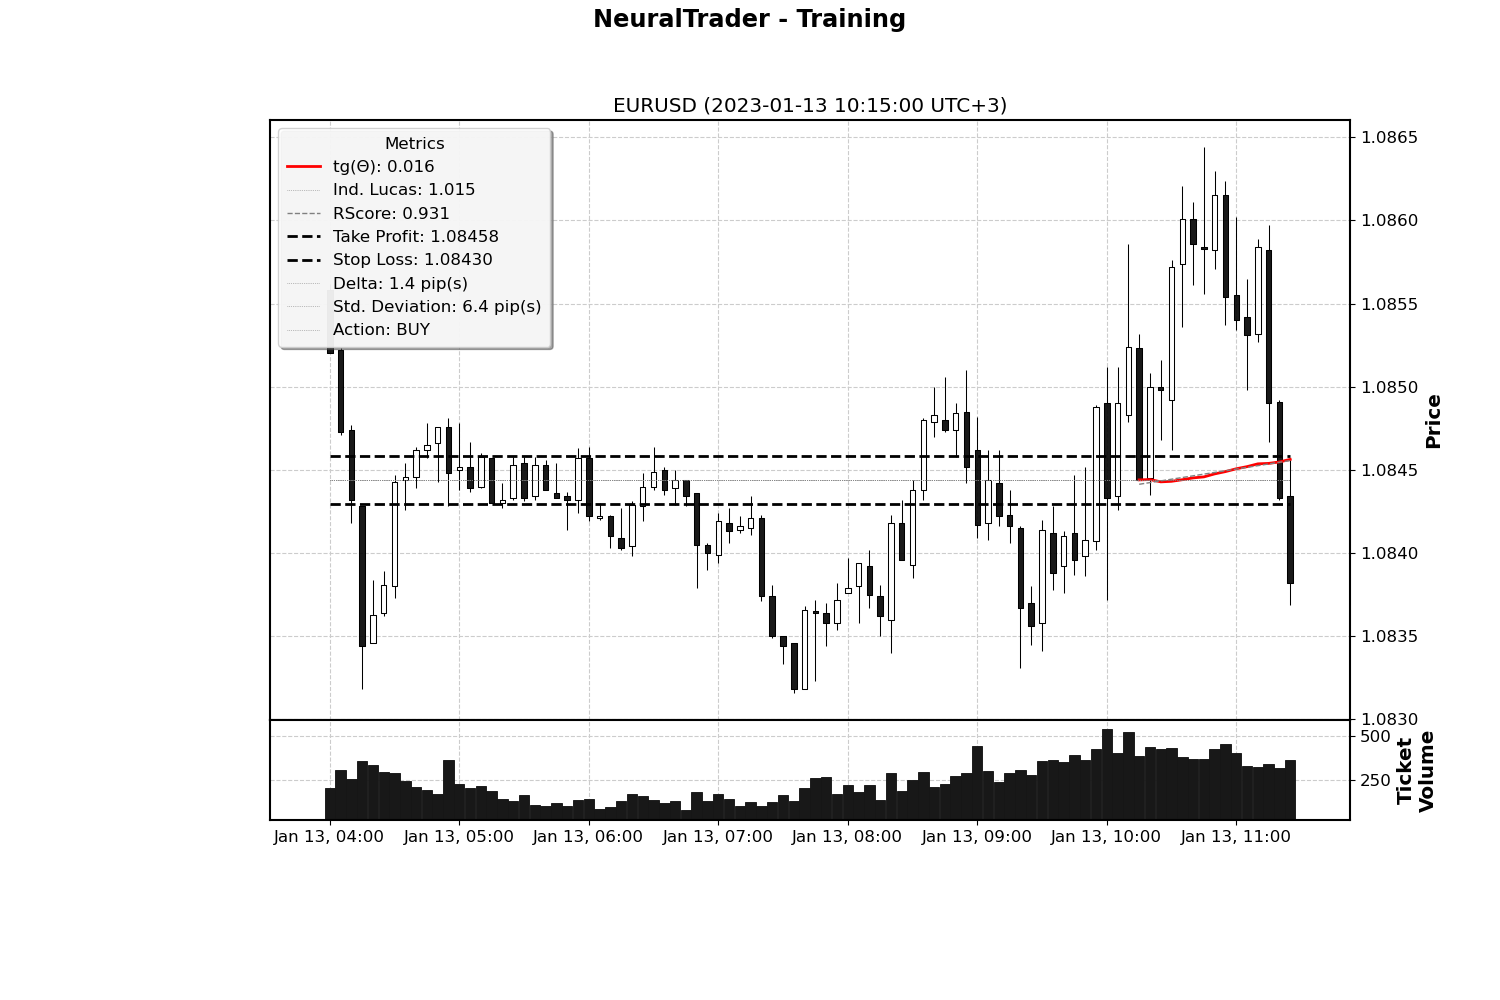 NeuralTrader - Training
EURUSD (2023-01-13 10:15:00 UTC+3)
Metrics
tg(Θ): 0.016
Ind. Lucas: 1.015
RScore: 0.931
Take Profit: 1.08458
Stop Loss: 1.08430
Delta: 1.4 pip(s)
Std. Deviation: 6.4 pip(s)
Action: BUY
1.0865
1.0860
1.0855
1.0850
1.0845
1.0840
1.0835
1.0830
Price
500
250
Ticket
Volume
Jan 13, 04:00 Jan 13, 05:00 Jan 13, 06:00 Jan 13, 07:00 Jan 13, 08:00 Jan 13, 09:00 Jan 13, 10:00 Jan 13, 11:00